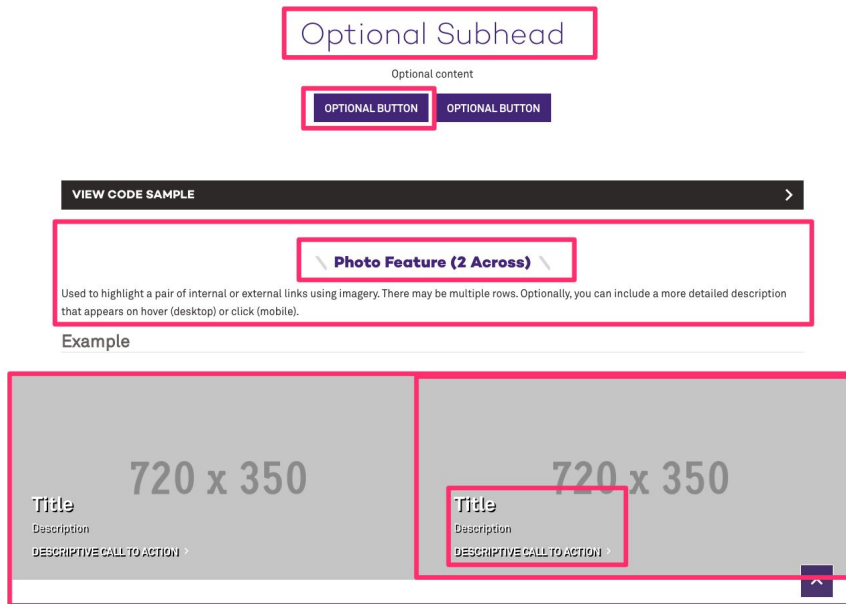 Optional Subhead
Optional content
OPTIONAL BUTTON OPTIONAL BUTTON
VIEW CODE SAMPLE
Photo Feature (2 Across)
Used to highlight a pair of internal or external links using imagery. There may be multiple rows. Optionally, you can include a more detailed description
that appears on hover (desktop) or click (mobile).
Example
720 x 350
Title
Description
DESCRIPTIVE CALL TO ACTION
720 x 350
Title
Description
DESCRIPTIVE CALL TO ACTION